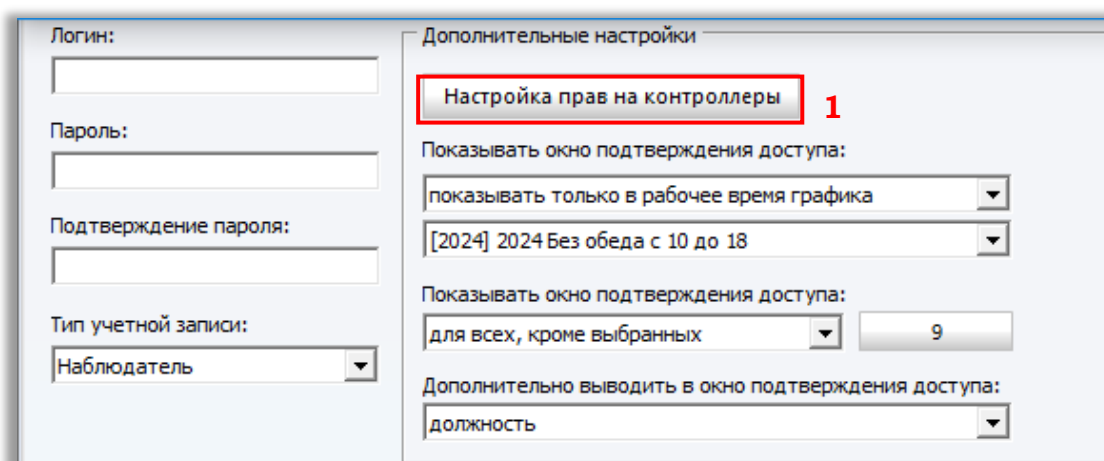 Логин:
Пароль:
Подтверждение пароля:
Тип учетной записи:
Наблюдатель
Дополнительные настройки
Настройка прав на контроллеры
1
Показывать окно подтверждения доступа:
показывать только в рабочее время графика
[2024] 2024 Без обеда с 10 до 18
Показывать окно подтверждения доступа:
для всех, кроме выбранных
9
Дополнительно выводить в окно подтверждения доступа:
должность